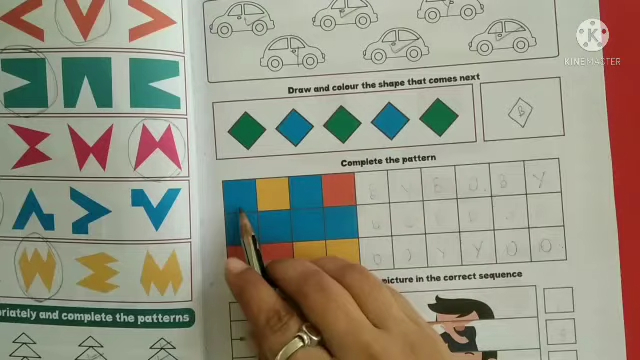 K
KINEMASTER
Draw and colour the shape that comes next
B
Complete the pattern
B Y B O B Y
O Y Y O O
picture in the correct sequence
riately and complete the patterns